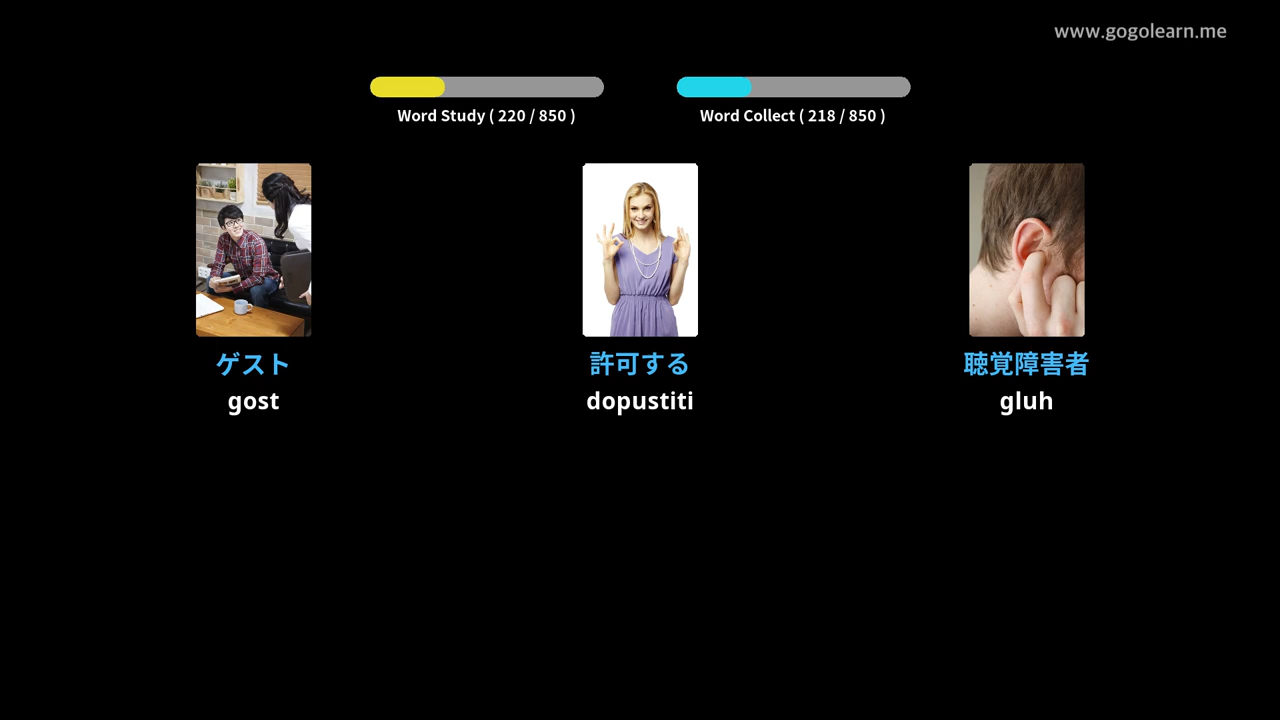 www.gogolearn.me
Word Study ( 220 / 850 )
Word Collect ( 218 / 850 )
ゲスト
gost
許可する
dopustiti
聴覚障害者
gluh